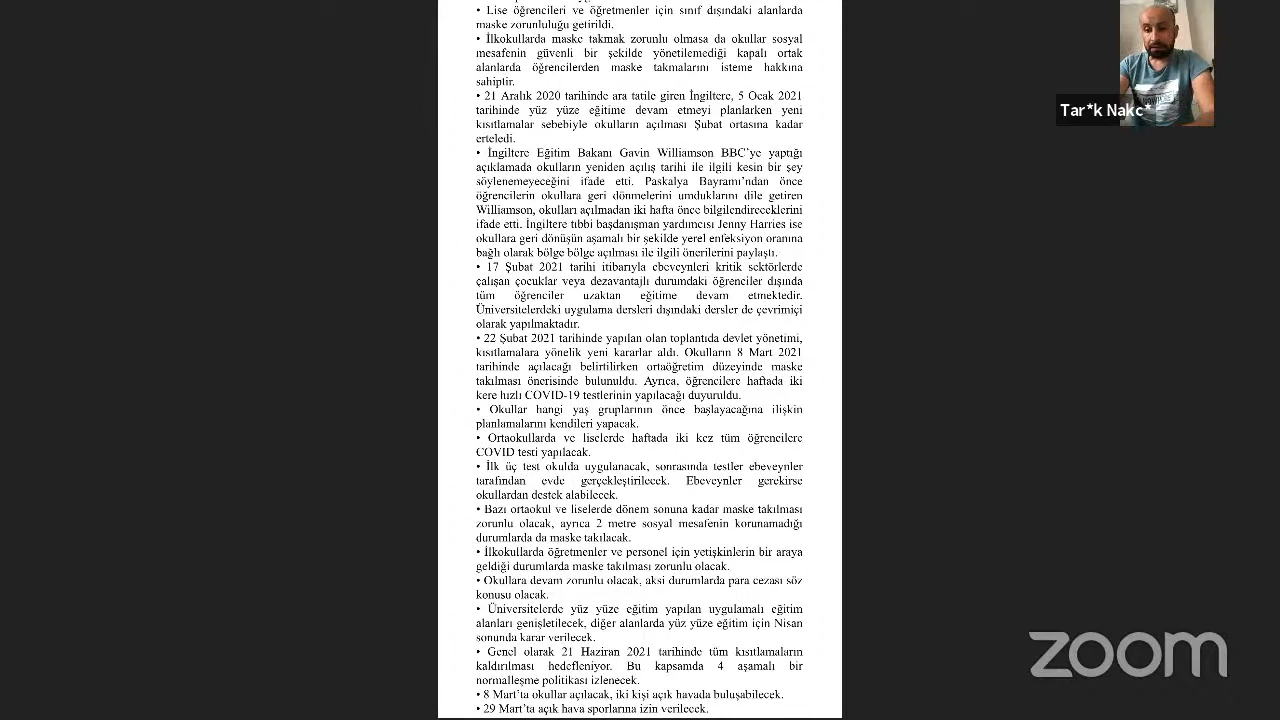 • Lise öğrencileri ve öğretmenler için sınıf dışındaki alanlarda
maske zorunluluğu getirildi.
• İlkokullarda maske takmak zorunlu olmasa da okullar sosyal
mesafenin güvenli bir şekilde yönetilemediği kapalı ortak
alanlarda öğrencilerden maske takmalarını isteme hakkına
sahiptir.
• 21 Aralık 2020 tarihinde ara tatile giren İngiltere, 5 Ocak 2021
tarihinde yüz yüze eğitime devam etmeyi planlarken yeni
kısıtlamalar sebebiyle okulların açılması Şubat ortasına kadar
erteledi.
• İngiltere Eğitim Bakanı Gavin Williamson BBC'ye yaptığı
açıklamada okulların yeniden açılış tarihi ile ilgili kesin bir şey
söylenemeyeceğini ifade etti. Paskalya Bayramı'ndan önce
öğrencilerin okullara geri dönmelerini umduklarını dile getiren
Williamson, okulları açılmadan iki hafta önce bilgilendireceklerini
ifade etti. İngiltere tıbbi başdanışman yardımcısı Jenny Harries ise
okullara geri dönüşün aşamalı bir şekilde yerel enfeksiyon oranına
bağlı olarak bölge bölge açılması ile ilgili önerilerini paylaştı.
• 17 Şubat 2021 tarihi itibarıyla ebeveynleri kritik sektörlerde
çalışan çocuklar veya dezavantajlı durumdaki öğrenciler dışında
tüm öğrenciler uzaktan eğitime devam etmektedir.
Üniversitelerdeki uygulama dersleri dışındaki dersler de çevrimiçi
olarak yapılmaktadır.
• 22 Şubat 2021 tarihinde yapılan olan toplantıda devlet yönetimi,
kısıtlamalara yönelik yeni kararlar aldı. Okulların 8 Mart 2021
tarihinde açılacağı belirtilirken ortaöğretim düzeyinde maske
takılması önerisinde bulunuldu. Ayrıca, öğrencilere haftada iki
kere hızlı COVID-19 testlerinin yapılacağı duyuruldu.
• Okullar hangi yaş gruplarının önce başlayacağına ilişkin
planlamalarını kendileri yapacak.
• Ortaokullarda ve liselerde haftada iki kez tüm öğrencilere
COVID testi yapılacak.
• İlk üç test okulda uygulanacak, sonrasında testler ebeveynler
tarafından evde gerçekleştirilecek. Ebeveynler gerekirse
okullardan destek alabilecek.
• Bazı ortaokul ve liselerde dönem sonuna kadar maske takılması
zorunlu olacak, ayrıca 2 metre sosyal mesafenin korunamadığı
durumlarda da maske takılacak.
• İlkokullarda öğretmenler ve personel için yetişkinlerin bir araya
geldiği durumlarda maske takılması zorunlu olacak.
• Okullara devam zorunlu olacak, aksi durumlarda para cezası söz
konusu olacak.
• Üniversitelerde yüz yüze eğitim yapılan uygulamalı eğitim
alanları genişletilecek, diğer alanlarda yüz yüze eğitim için Nisan
sonunda karar verilecek.
• Genel olarak 21 Haziran 2021 tarihinde tüm kısıtlamaların
kaldırılması hedefleniyor. Bu kapsamda 4 aşamalı bir
normalleşme politikası izlenecek.
• 8 Mart'ta okullar açılacak, iki kişi açık havada buluşabilecek.
• 29 Mart'ta açık hava sporlarına izin verilecek.
Tar*k Nakc*
zoom